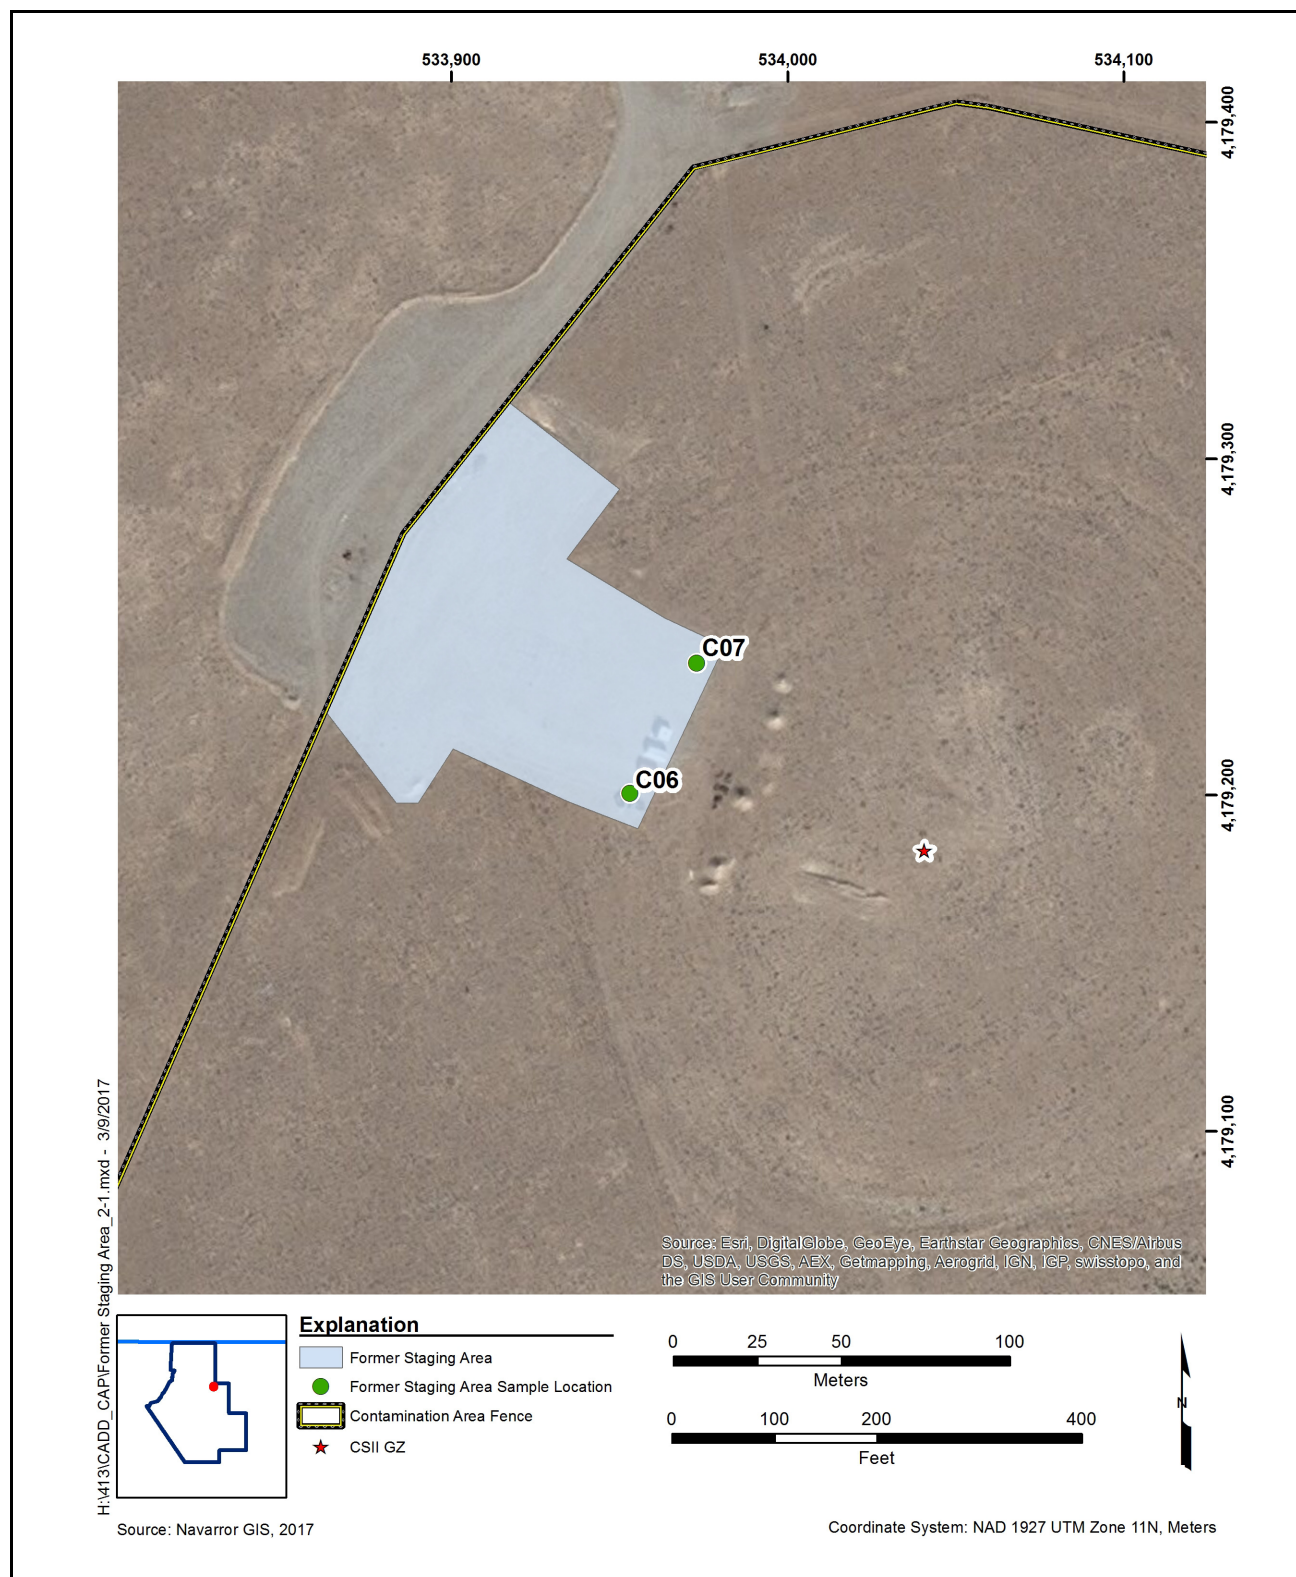 533,900
534,000
534,100
4,179,400
4,179,300
C07
C06
4,179,200
4,179,100
Source: Esri, DigitalGlobe, GeoEye, Earthstar Geographics, CNES/Airbus
DS, USDA, USGS, AEX, Getmapping, Aerogrid, IGN, IGP, swisstopo, and
the GIS User Community
H:\413\CADD_CAP\Former Staging Area_2-1.mxd - 3/9/2017
Explanation
Former Staging Area
Former Staging Area Sample Location
Contamination Area Fence
CSII GZ
0 25 50 100
Meters
0 100 200 400
Feet
N
Source: Navarror GIS, 2017
Coordinate System: NAD 1927 UTM Zone 11N, Meters